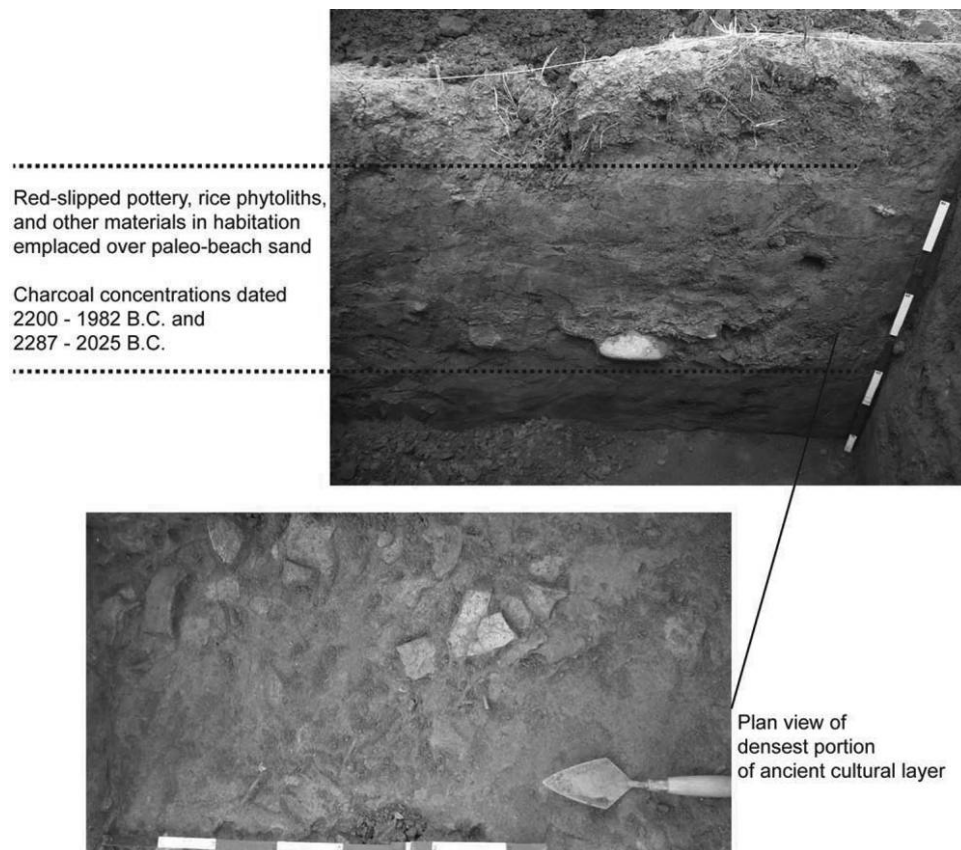 Red-slipped pottery, rice phytoliths,
and other materials in habitation
emplaced over paleo-beach sand
Charcoal concentrations dated
2200 - 1982 B.C. and
2287 - 2025 B.C.
Plan view of
densest portion
of ancient cultural layer